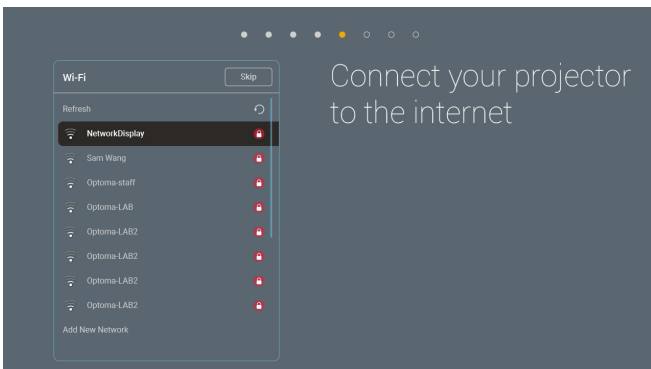 Wi-Fi
Skip
Connect your projector
to the internet
Refresh
NetworkDisplay
Sam Wang
Optoma-staff
Optoma-LAB
Optoma-LAB2
Optoma-LAB2
Optoma-LAB2
Optoma-LAB2
Add New Network